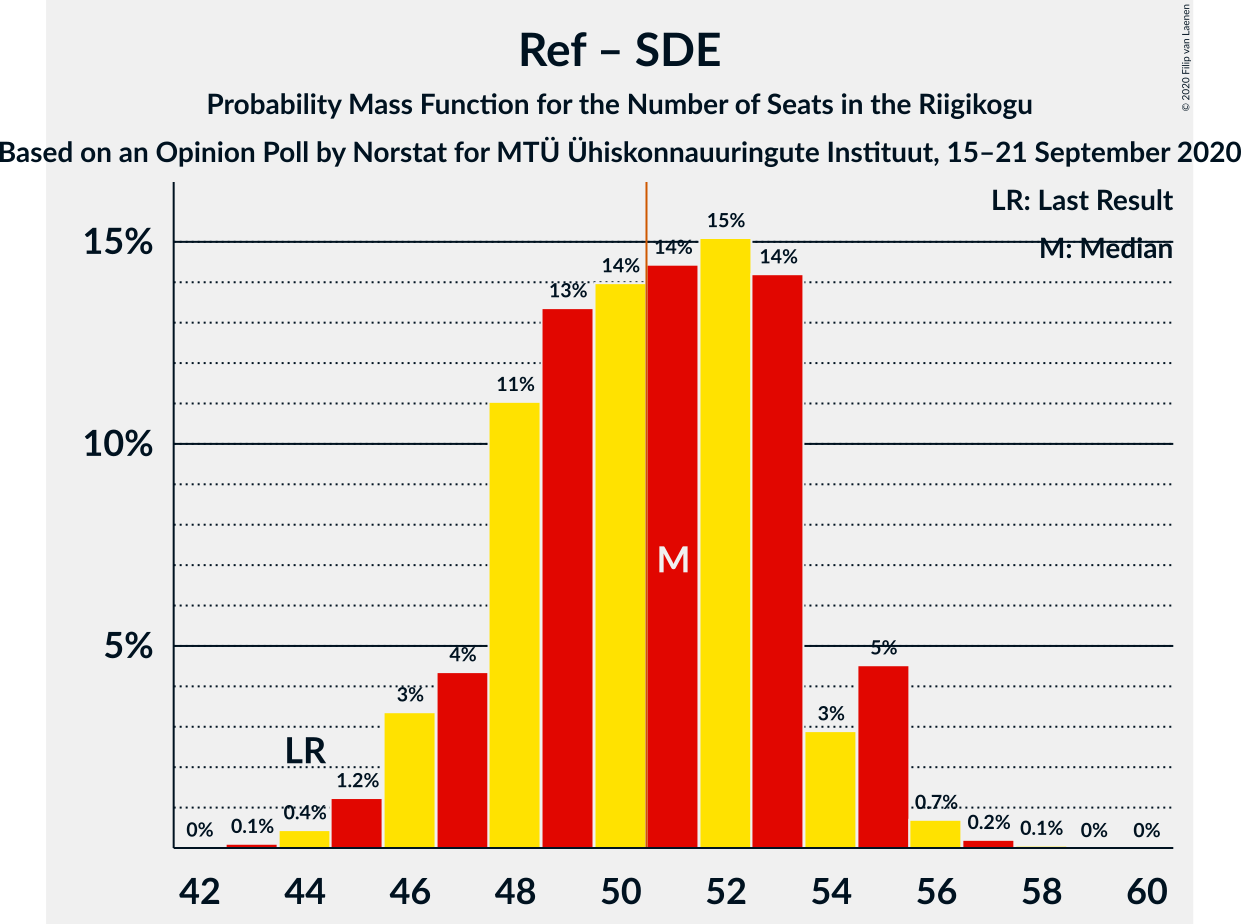 Ref – SDE
Probability Mass Function for the Number of Seats in the Riigikogu
Based on an Opinion Poll by Norstat for MTÜ Ühiskonnauuringute Instituut, 15–21 September 2020
© 2020 Filip van Laenen
LR: Last Result
M: Median
15%
10%
5%
0%
0.1%
0.4%
1.2%
3%
4%
11%
13%
14%
14%
15%
14%
3%
5%
0.7%
0.2%
0.1%
0%
0%
LR
M
42 44 46 48 50 52 54 56 58 60